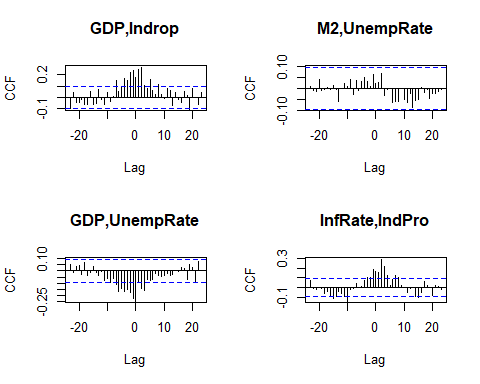 GDP,Indrop
CCF
0.2
-0.1
-20
0
10
20
Lag
M2,UnempRate
CCF
0.10
-0.10
-20
0
10
20
Lag
GDP,UnempRate
CCF
0.10
-0.25
-20
0
10
20
Lag
InfRate,IndPro
CCF
0.3
-0.1
-20
0
10
20
Lag